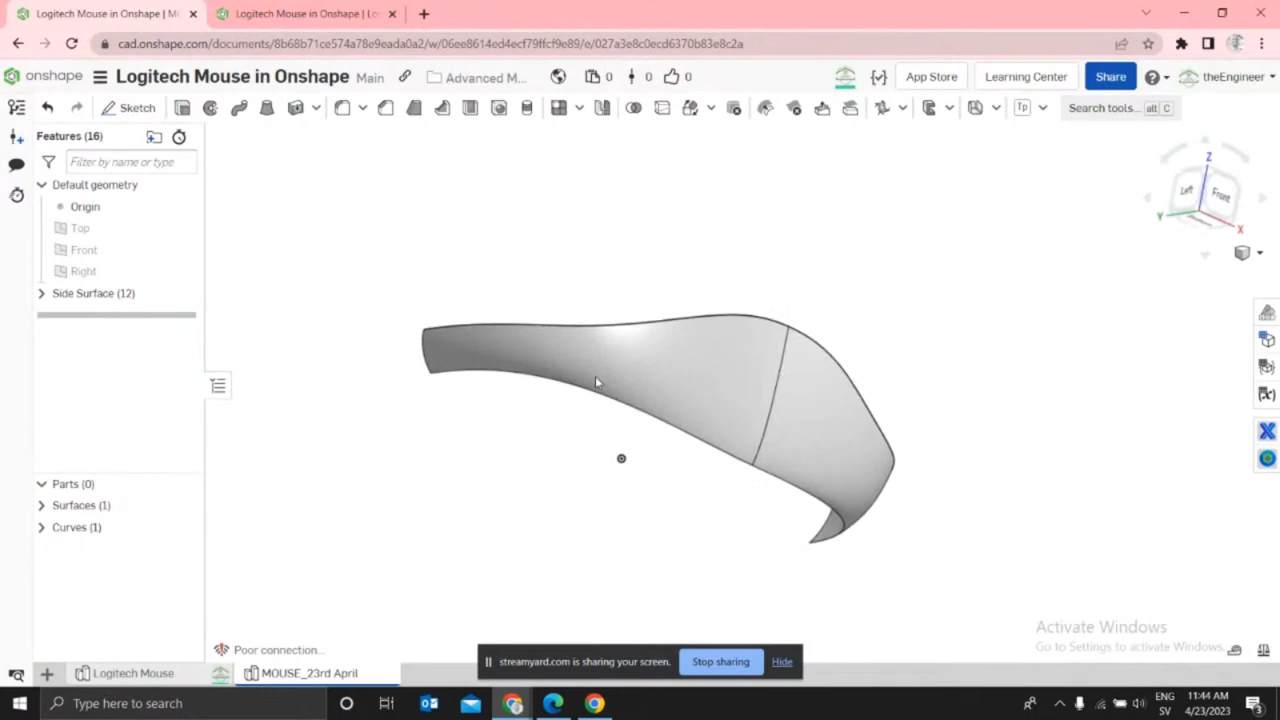 Logitech Mouse in Onshape | M
Logitech Mouse in Onshape | Lo
cad.onshape.com/documents/8b68b71ce574a78e9eada0a2/w/06ee8614ed4ecf79ffcf9e89/e/027a3e8c0ecd6370b83e8c2a
onshape
Logitech Mouse in Onshape Main
Advanced M...
0
0
0
App Store
Learning Center
Share
theEngineer
Sketch
Tp
Search tools... alt C
Features (16)
Filter by name or type
Default geometry
Origin
Top
Front
Right
Side Surface (12)
Z
Left
Front
Y
X
Parts (0)
Surfaces (1)
Curves (1)
Poor connection...
Activate Windows
Go to Settings to activate Windows.
streamyard.com is sharing your screen.
Stop sharing
Hide
Logitech Mouse
MOUSE_23rd April
Type here to search
ENG
SV
11:44 AM
4/23/2023
3